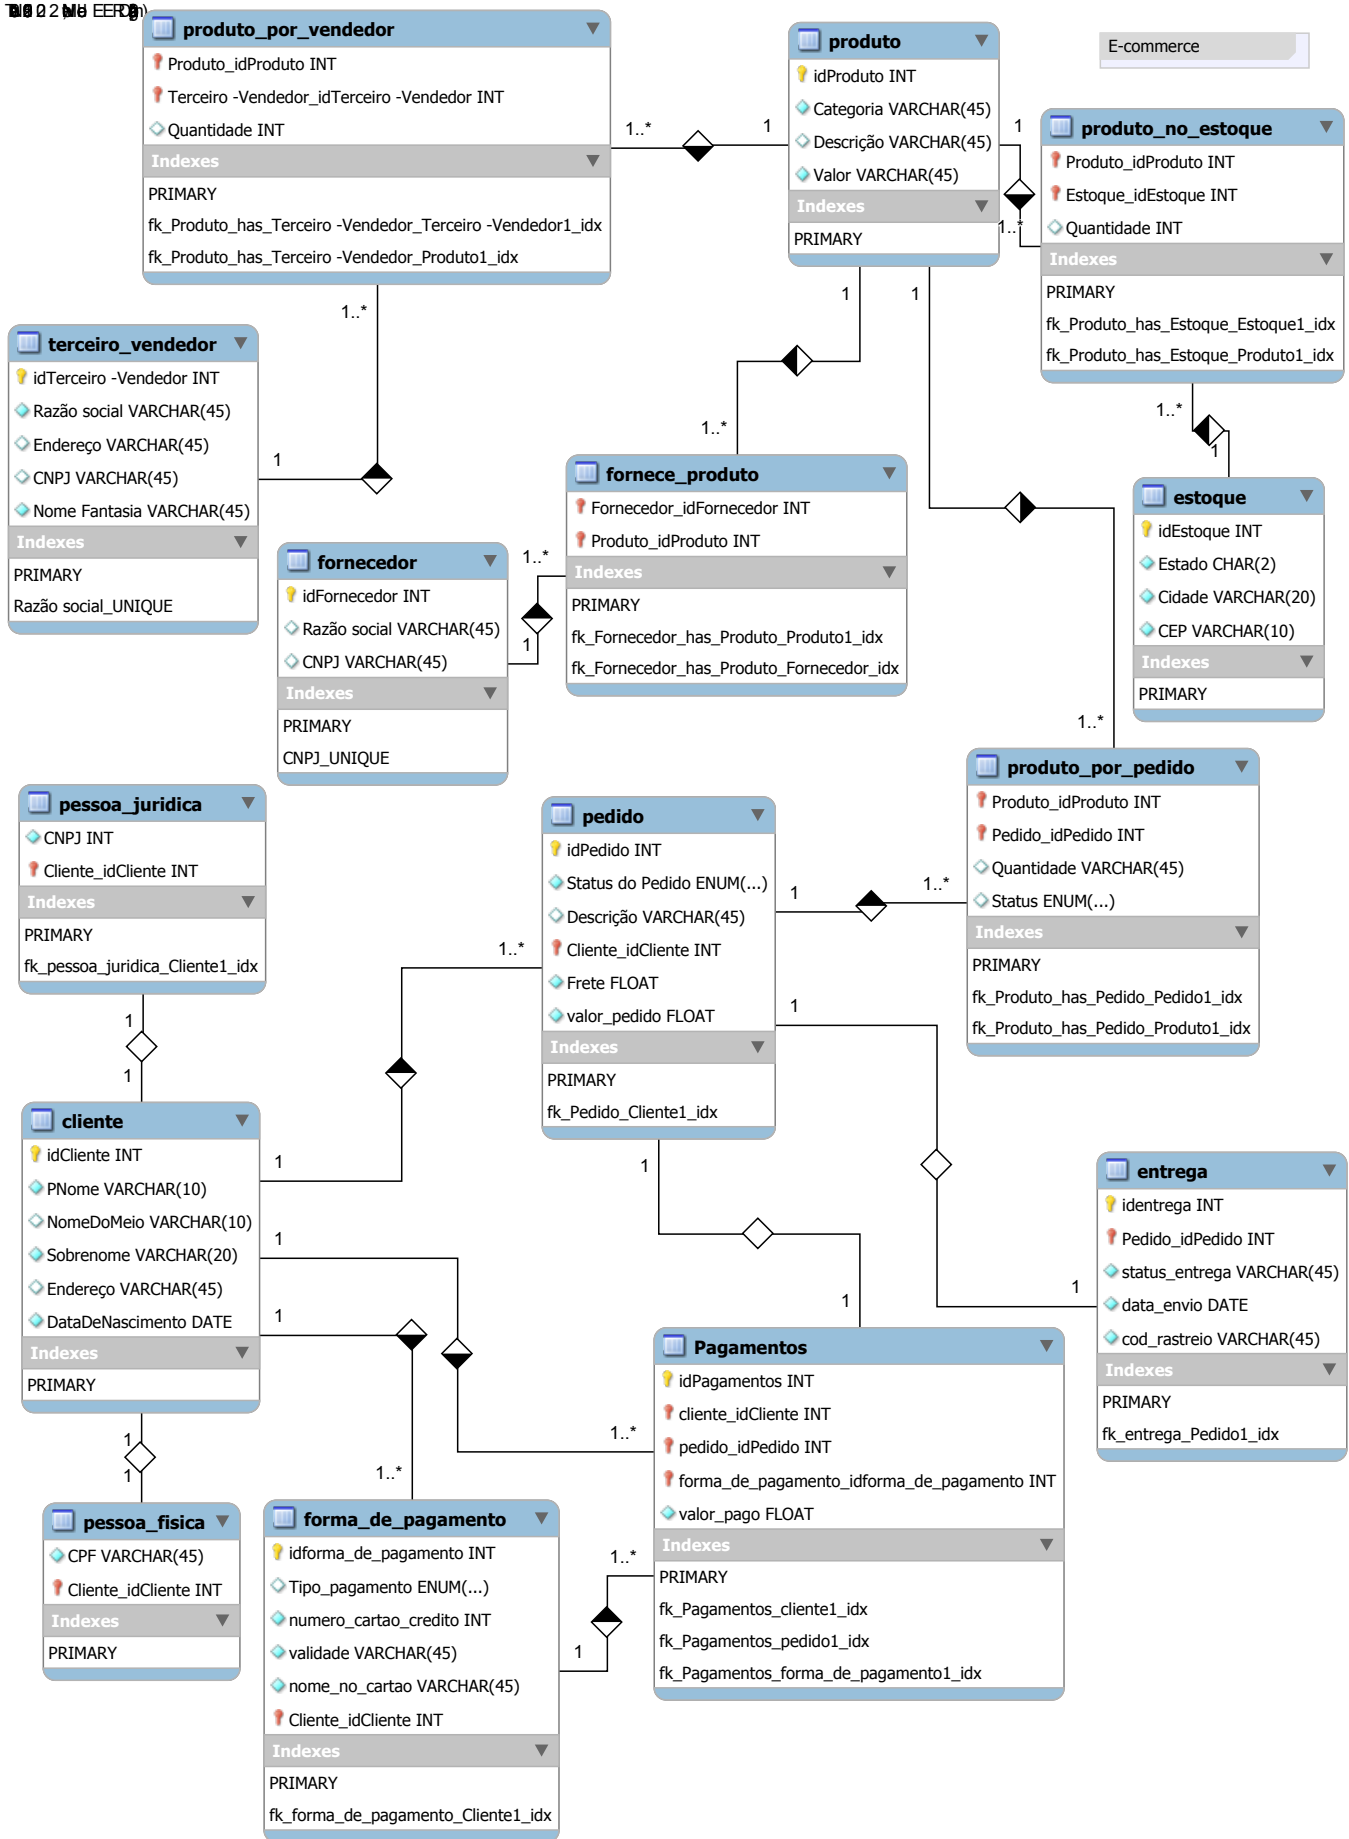 produto_por_vendedor
Produto_idProduto INT
Terceiro -Vendedor_idTerceiro -Vendedor INT
Quantidade INT
Indexes
PRIMARY
fk_Produto_has_Terceiro -Vendedor_Terceiro -Vendedor1_idx
fk_Produto_has_Terceiro -Vendedor_Produto1_idx
1..*
1
produto
idProduto INT
Categoria VARCHAR(45)
Descrição VARCHAR(45)
Valor VARCHAR(45)
Indexes
PRIMARY
E-commerce
1
1..*
produto_no_estoque
Produto_idProduto INT
Estoque_idEstoque INT
Quantidade INT
Indexes
PRIMARY
fk_Produto_has_Estoque_Estoque1_idx
fk_Produto_has_Estoque_Produto1_idx
1..*
1
1
1
terceiro_vendedor
idTerceiro -Vendedor INT
Razão social VARCHAR(45)
Endereço VARCHAR(45)
CNPJ VARCHAR(45)
Nome Fantasia VARCHAR(45)
Indexes
PRIMARY
Razão social_UNIQUE
1
1..*
1..*
1
fornece_produto
Fornecedor_idFornecedor INT
Produto_idProduto INT
Indexes
PRIMARY
fk_Fornecedor_has_Produto_Produto1_idx
fk_Fornecedor_has_Produto_Fornecedor_idx
estoque
idEstoque INT
Estado CHAR(2)
Cidade VARCHAR(20)
CEP VARCHAR(10)
Indexes
PRIMARY
fornecedor
idFornecedor INT
Razão social VARCHAR(45)
CNPJ VARCHAR(45)
Indexes
PRIMARY
CNPJ_UNIQUE
1..*
1
1..*
produto_por_pedido
Produto_idProduto INT
Pedido_idPedido INT
Quantidade VARCHAR(45)
Status ENUM(...)
Indexes
PRIMARY
fk_Produto_has_Pedido_Pedido1_idx
fk_Produto_has_Pedido_Produto1_idx
pessoa_juridica
CNPJ INT
Cliente_idCliente INT
Indexes
PRIMARY
fk_pessoa_juridica_Cliente1_idx
pedido
idPedido INT
Status do Pedido ENUM(...)
Descrição VARCHAR(45)
Cliente_idCliente INT
Frete FLOAT
valor_pedido FLOAT
Indexes
PRIMARY
fk_Pedido_Cliente1_idx
1
1..*
1..*
1
1
1
cliente
idCliente INT
PNome VARCHAR(10)
NomeDoMeio VARCHAR(10)
Sobrenome VARCHAR(20)
Endereço VARCHAR(45)
DataDeNascimento DATE
Indexes
PRIMARY
1
1
1
1
entrega
identrega INT
Pedido_idPedido INT
status_entrega VARCHAR(45)
data_envio DATE
cod_rastreio VARCHAR(45)
Indexes
PRIMARY
fk_entrega_Pedido1_idx
1
1
Pagamentos
idPagamentos INT
cliente_idCliente INT
pedido_idPedido INT
forma_de_pagamento_idforma_de_pagamento INT
valor_pago FLOAT
Indexes
PRIMARY
fk_Pagamentos_cliente1_idx
fk_Pagamentos_pedido1_idx
fk_Pagamentos_forma_de_pagamento1_idx
1
1
1..*
1..*
pessoa_fisica
CPF VARCHAR(45)
Cliente_idCliente INT
Indexes
PRIMARY
forma_de_pagamento
idforma_de_pagamento INT
Tipo_pagamento ENUM(...)
numero_cartao_credito INT
validade VARCHAR(45)
nome_no_cartao VARCHAR(45)
Cliente_idCliente INT
Indexes
PRIMARY
fk_forma_de_pagamento_Cliente1_idx
1..*
1